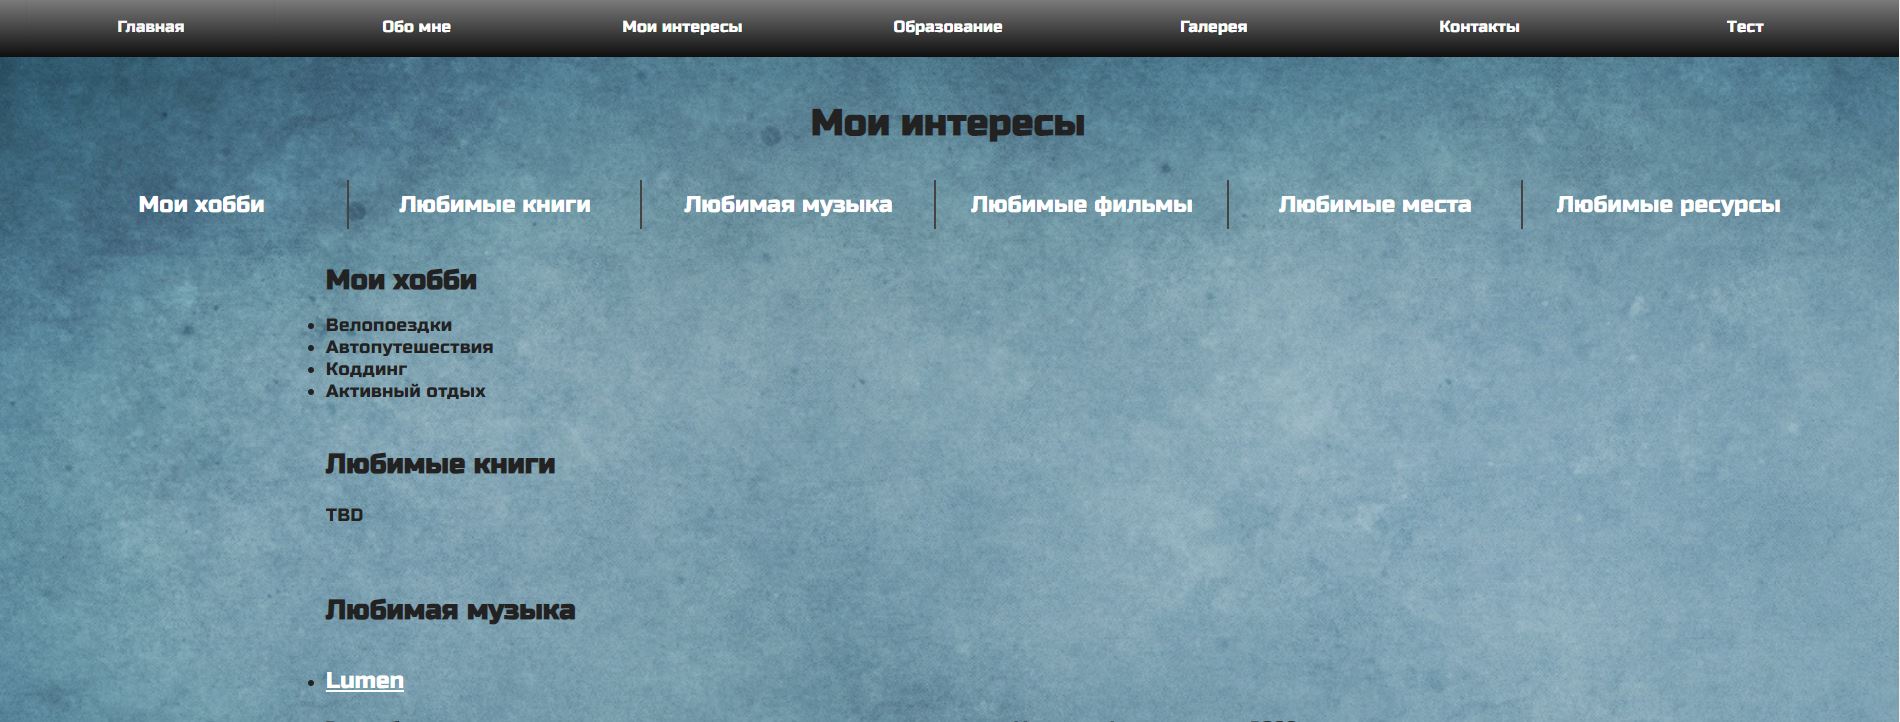 Главная Обо мне Мои интересы Образование Галерея Контакты Тест
Мои интересы
Мои хобби Любимые книги Любимая музыка Любимые фильмы Любимые места Любимые ресурсы
Мои хобби
Велопоездки
Автопутешествия
Коддинг
Активный отдых
Любимые книги
TBD
Любимая музыка
Lumen